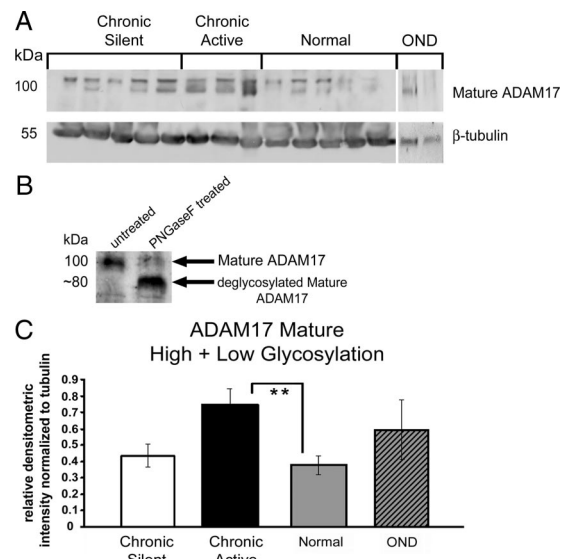 A
Chronic
Silent
Chronic
Active
Normal
OND
kDa
100
Mature ADAM17
55
β-tubulin
B
untreated
PNGaseF treated
kDa
100
Mature ADAM17
~80
deglycosylated Mature
ADAM17
C
ADAM17 Mature
High + Low Glycosylation
relative densitometric
intensity normalized to tubulin
0.9
0.8
0.6
0.5
0.4
0.3
0.2
0.1
0
**
Chronic
Silent
Chronic
Active
Normal
OND